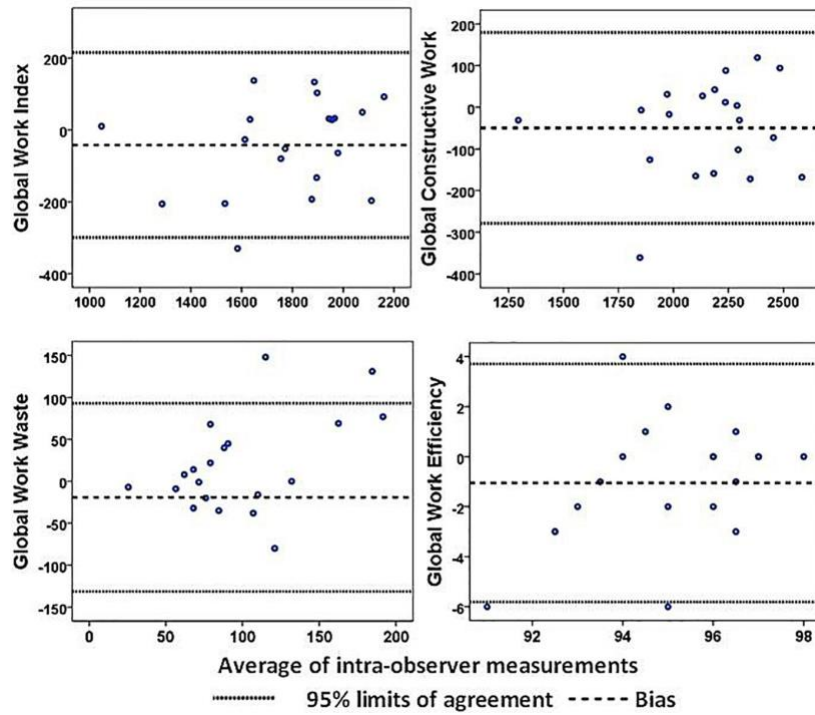 Global Work Index
200
0
-200
-400
1000 1200 1400 1600 1800 2000 2200
Global Constructive Work
200
100
0
-100
-200
-300
-400
1250 1500 1750 2000 2250 2500
Global Work Waste
150
100
50
0
-50
-100
-150
0 50 100 150 200
Global Work Efficiency
4
2
0
-2
-4
-6
92 94 96 98
Average of intra-observer measurements
95% limits of agreement Bias